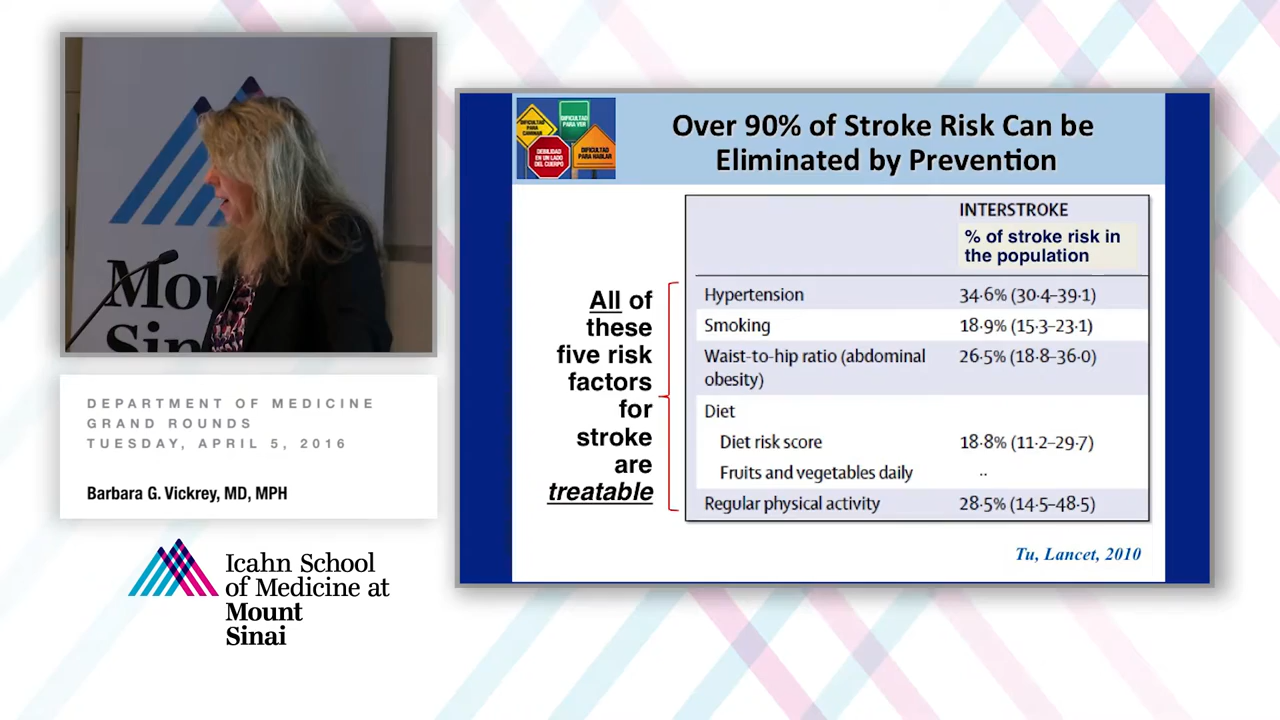 Mou
Sin
DEPARTMENT OF MEDICINE
GRAND ROUNDS
TUESDAY, APRIL 5, 2016
Barbara G. Vickrey, MD, MPH
Icahn School
of Medicine at
Mount
Sinai
DIFICULTAD
PARA
CAMINAR
DIFICULTAD
PARA VER
DEBILIDAD
EN UN LADO
DEL CUERPO
DIFICULTAD
PARA HABLAR
Over 90% of Stroke Risk Can be
Eliminated by Prevention
All of
these
five risk
factors
for
stroke
are
treatable
INTERSTROKE
% of stroke risk in
the population
Hypertension 34·6% (30·4–39·1)
Smoking 18·9% (15·3–23·1)
Waist-to-hip ratio (abdominal 26·5% (18·8–36·0)
obesity)
Diet
Diet risk score 18·8% (11·2–29·7)
Fruits and vegetables daily ··
Regular physical activity 28·5% (14·5–48·5)
Tu, Lancet, 2010